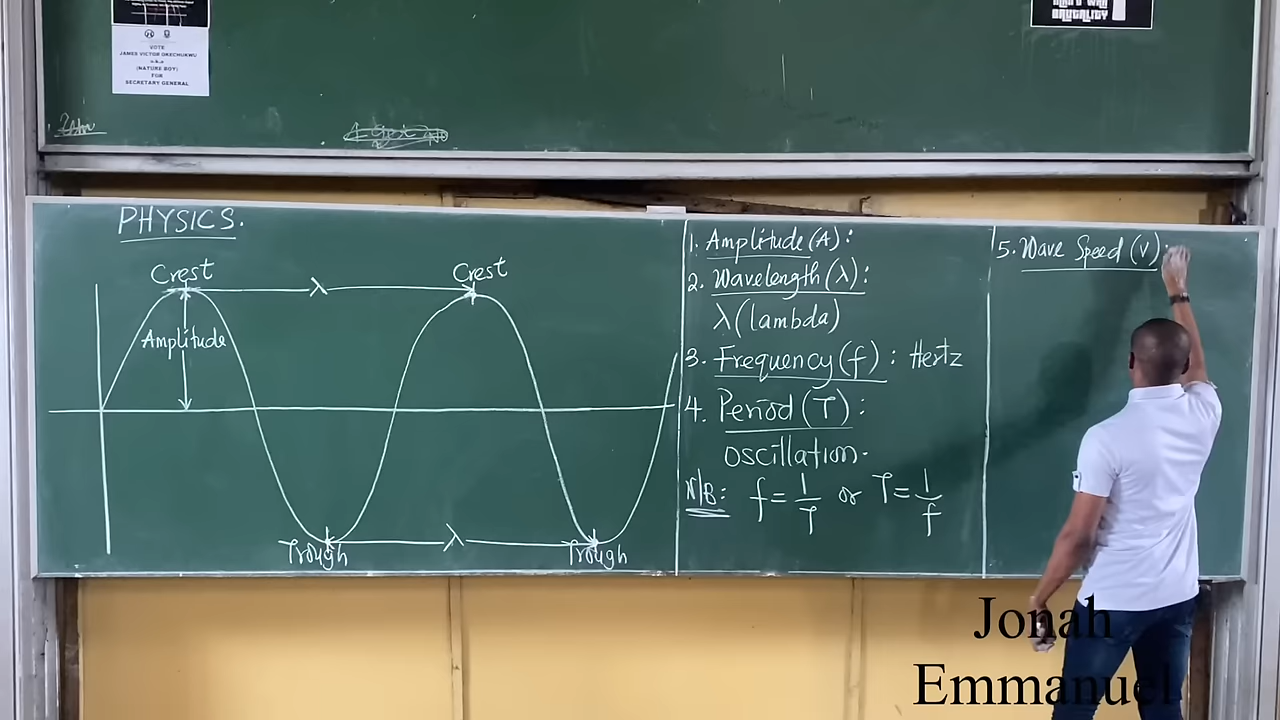 VOTE
JAMES VICTOR OKECHUKWU
a.k.a
(NATURE BOY)
FOR
SECRETARY GENERAL
BRUTALITY
PHYSICS.
Crest
λ
Crest
Amplitude
Trough
λ
Trough
1. Amplitude (A):
2. Wavelength (λ):
λ (lambda)
3. Frequency (f): Hertz
4. Period (T):
oscillation.
N/B: f = 1/T or T = 1/f
5. Wave Speed (V):
Jonah
Emmanuel